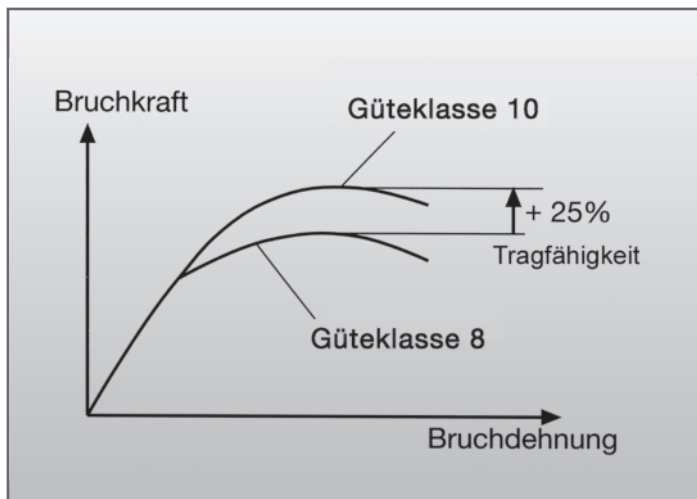 Bruchkraft
Güteklasse 10
+ 25%
Tragfähigkeit
Güteklasse 8
Bruchdehnung